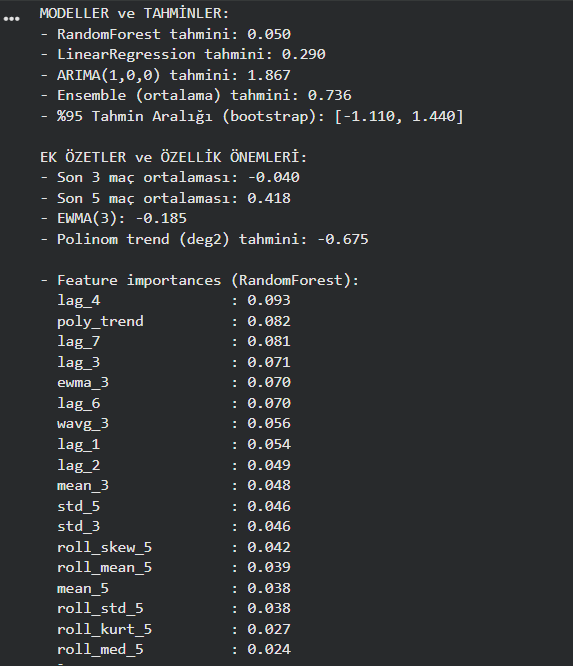 MODELLER ve TAHMİNLER:
- RandomForest tahmini: 0.050
- LinearRegression tahmini: 0.290
- ARIMA(1,0,0) tahmini: 1.867
- Ensemble (ortalama) tahmini: 0.736
- %95 Tahmin Aralığı (bootstrap): [-1.110, 1.440]
EK ÖZETLER ve ÖZELLİK ÖNEMLERİ:
- Son 3 maç ortalaması: -0.040
- Son 5 maç ortalaması: 0.418
- EWMA(3): -0.185
- Polinom trend (deg2) tahmini: -0.675
- Feature importances (RandomForest):
lag_4 : 0.093
poly_trend : 0.082
lag_7 : 0.081
lag_3 : 0.071
ewma_3 : 0.070
lag_6 : 0.070
wavg_3 : 0.056
lag_1 : 0.054
lag_2 : 0.049
mean_3 : 0.048
std_5 : 0.046
std_3 : 0.046
roll_skew_5 : 0.042
roll_mean_5 : 0.039
mean_5 : 0.038
roll_std_5 : 0.038
roll_kurt_5 : 0.027
roll_med_5 : 0.024